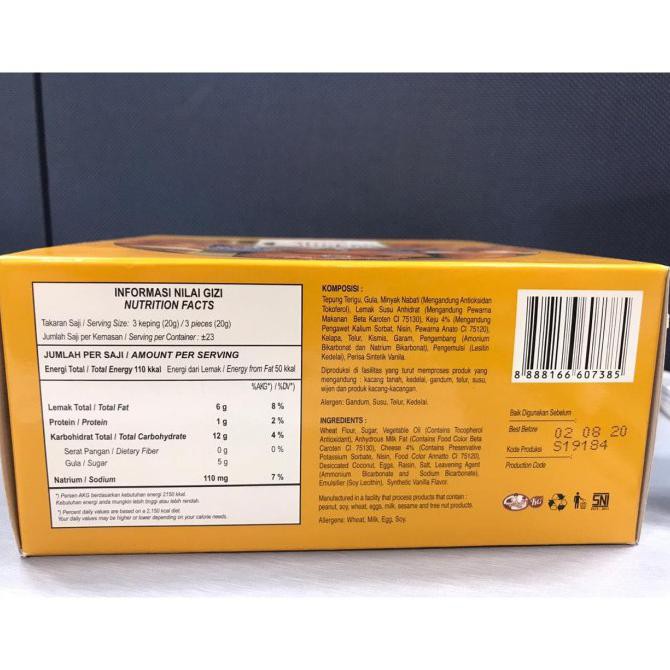 INFORMASI NILAI GIZI
NUTRITION FACTS
Takaran Saji / Serving Size: 3 keping (20g) / 3 pieces (20g)
Jumlah Saji per Kemasan / Serving per Container : ±23
JUMLAH PER SAJI / AMOUNT PER SERVING
Energi Total / Total Energy 110 kkal Energi dari Lemak / Energy from Fat 50 kkal
%AKG*) / %DV*)
Lemak Total / Total Fat 6 g 8 %
Protein / Protein 1 g 2 %
Karbohidrat Total / Total Carbohydrate 12 g 4 %
Serat Pangan / Dietary Fiber 0 g 0 %
Gula / Sugar 5 g
Natrium / Sodium 110 mg 7 %
*) Persen AKG berdasarkan kebutuhan energi 2150 kkal.
Kebutuhan energi anda mungkin lebih tinggi atau lebih rendah.
*) Percent daily values are based on a 2,150 kcal diet.
Your daily values may be higher or lower depending on your calorie needs.
KOMPOSISI :
Tepung Terigu, Gula, Minyak Nabati (Mengandung Antioksidan
Tokoferol), Lemak Susu Anhidrat (Mengandung Pewarna
Makanan Beta Karoten CI 75130), Keju 4% (Mengandung
Pengawet Kalium Sorbat, Nisin, Pewarna Anato CI 75120),
Kelapa, Telur, Kismis, Garam, Pengembang (Amonium
Bikarbonat dan Natrium Bikarbonat), Pengemulsi (Lesitin
Kedelai), Perisa Sintetik Vanila.
Diproduksi di fasilitas yang turut memproses produk yang
mengandung : kacang tanah, kedelai, gandum, telur, susu,
wijen dan produk kacang-kacangan.
Alergen: Gandum, Susu, Telur, Kedelai.
INGREDIENTS :
Wheat Flour, Sugar, Vegetable Oil (Contains Tocopherol
Antioxidant), Anhydrous Milk Fat (Contains Food Color Beta
Caroten CI 75130), Cheese 4% (Contains Preservative
Potassium Sorbate, Nisin, Food Color Annatto CI 75120),
Desiccated Coconut, Eggs, Raisin, Salt, Leavening Agent
(Ammonium Bicarbonate and Sodium Bicarbonate),
Emulsifier (Soy Lecithin), Synthetic Vanilla Flavor.
Manufactured in a facility that process products that contain :
peanut, soy, wheat, eggs, milk, sesame and tree nut products.
Allergens: Wheat, Milk, Egg, Soy.
8 888166 607385
Baik Digunakan Sebelum
Best Before 02 08 20
Kode Produksi S19184
Production Code
SNI